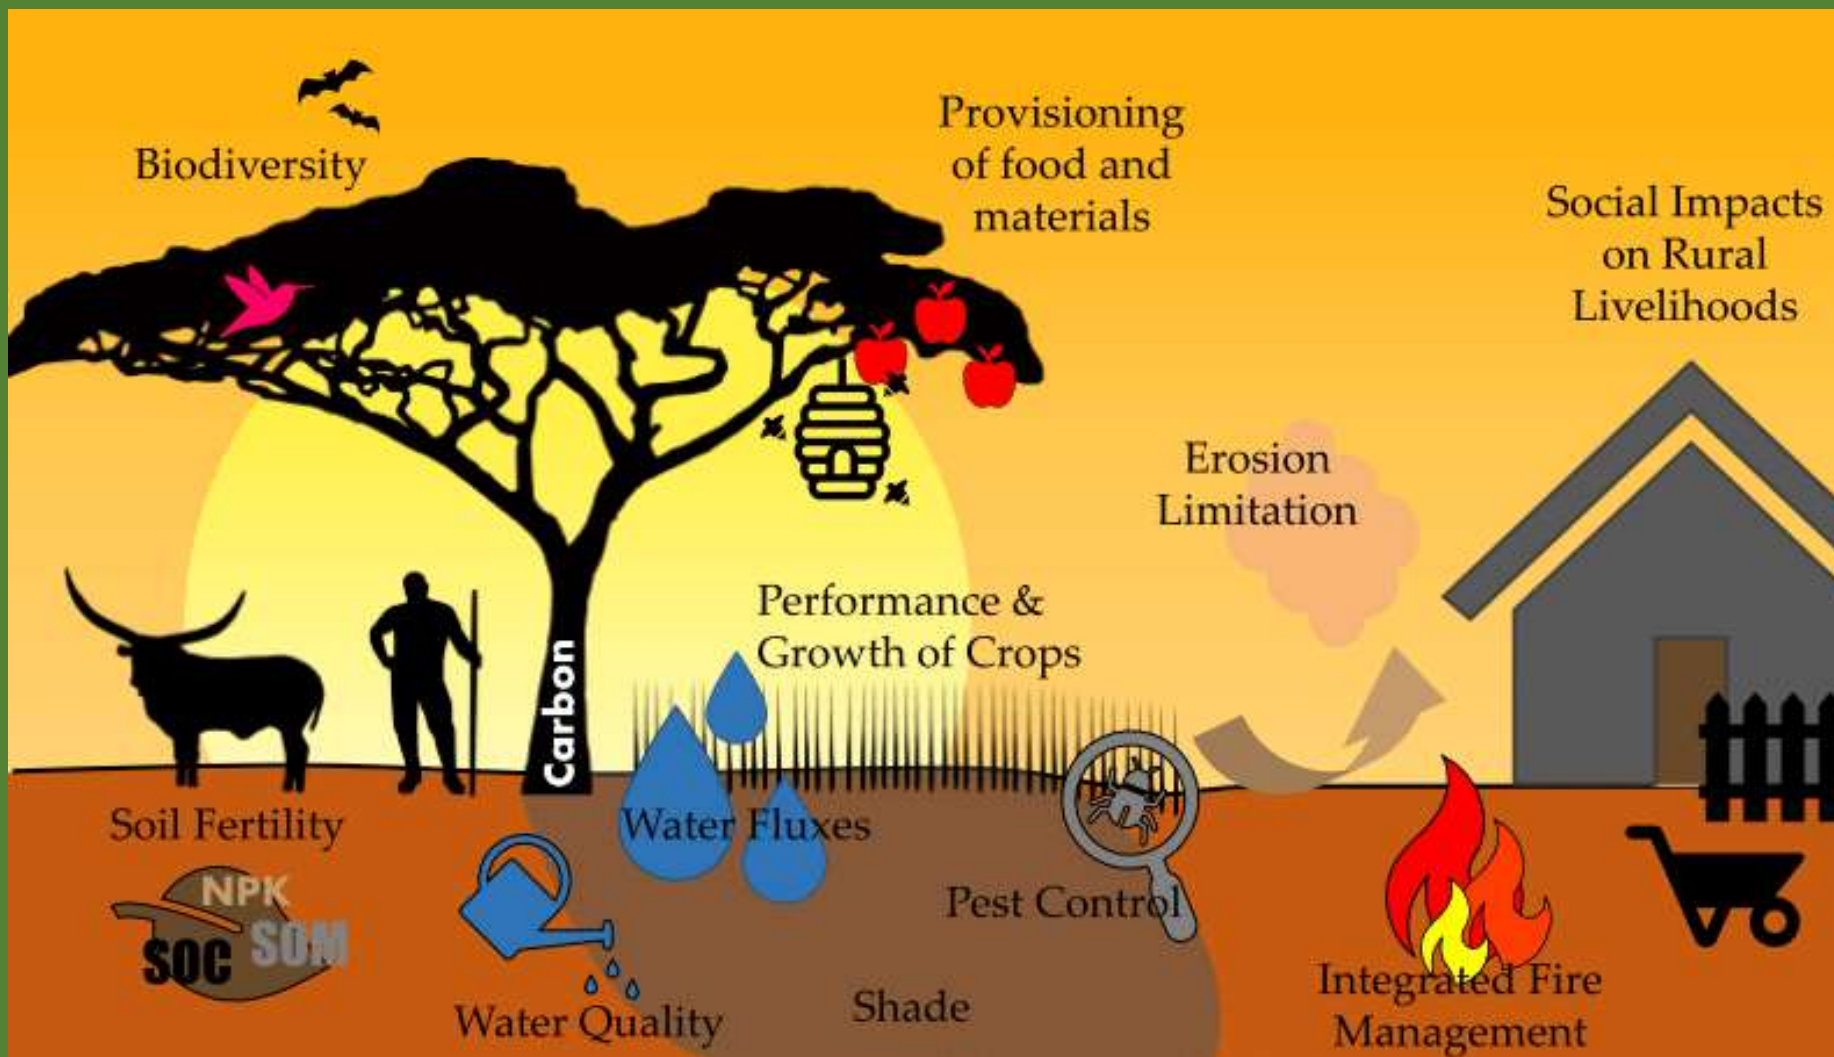 Biodiversity
Provisioning
of food and
materials
Social Impacts
on Rural
Livelihoods
Erosion
Limitation
Performance &
Growth of Crops
Carbon
Soil Fertility
Water Fluxes
NPK
SOC
SOM
Pest Control
Water Quality
Shade
Integrated Fire
Management